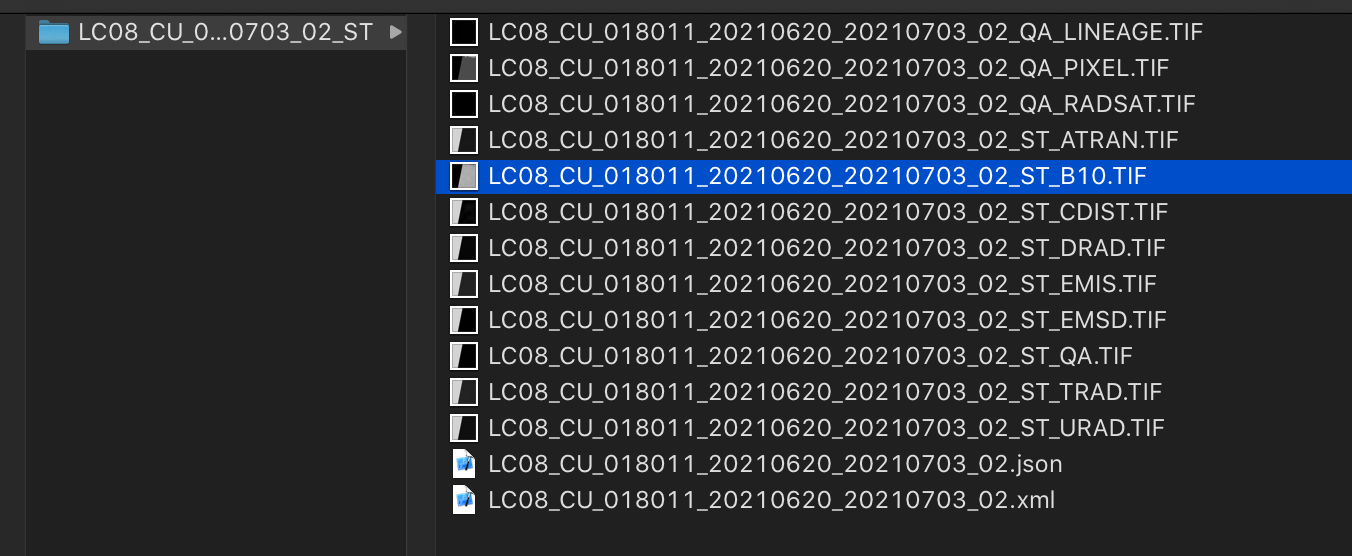 LC08_CU_0...0703_02_ST
LC08_CU_018011_20210620_20210703_02_QA_LINEAGE.TIF
LC08_CU_018011_20210620_20210703_02_QA_PIXEL.TIF
LC08_CU_018011_20210620_20210703_02_QA_RADSAT.TIF
LC08_CU_018011_20210620_20210703_02_ST_ATRAN.TIF
LC08_CU_018011_20210620_20210703_02_ST_B10.TIF
LC08_CU_018011_20210620_20210703_02_ST_CDIST.TIF
LC08_CU_018011_20210620_20210703_02_ST_DRAD.TIF
LC08_CU_018011_20210620_20210703_02_ST_EMIS.TIF
LC08_CU_018011_20210620_20210703_02_ST_EMSD.TIF
LC08_CU_018011_20210620_20210703_02_ST_QA.TIF
LC08_CU_018011_20210620_20210703_02_ST_TRAD.TIF
LC08_CU_018011_20210620_20210703_02_ST_URAD.TIF
LC08_CU_018011_20210620_20210703_02.json
LC08_CU_018011_20210620_20210703_02.xml